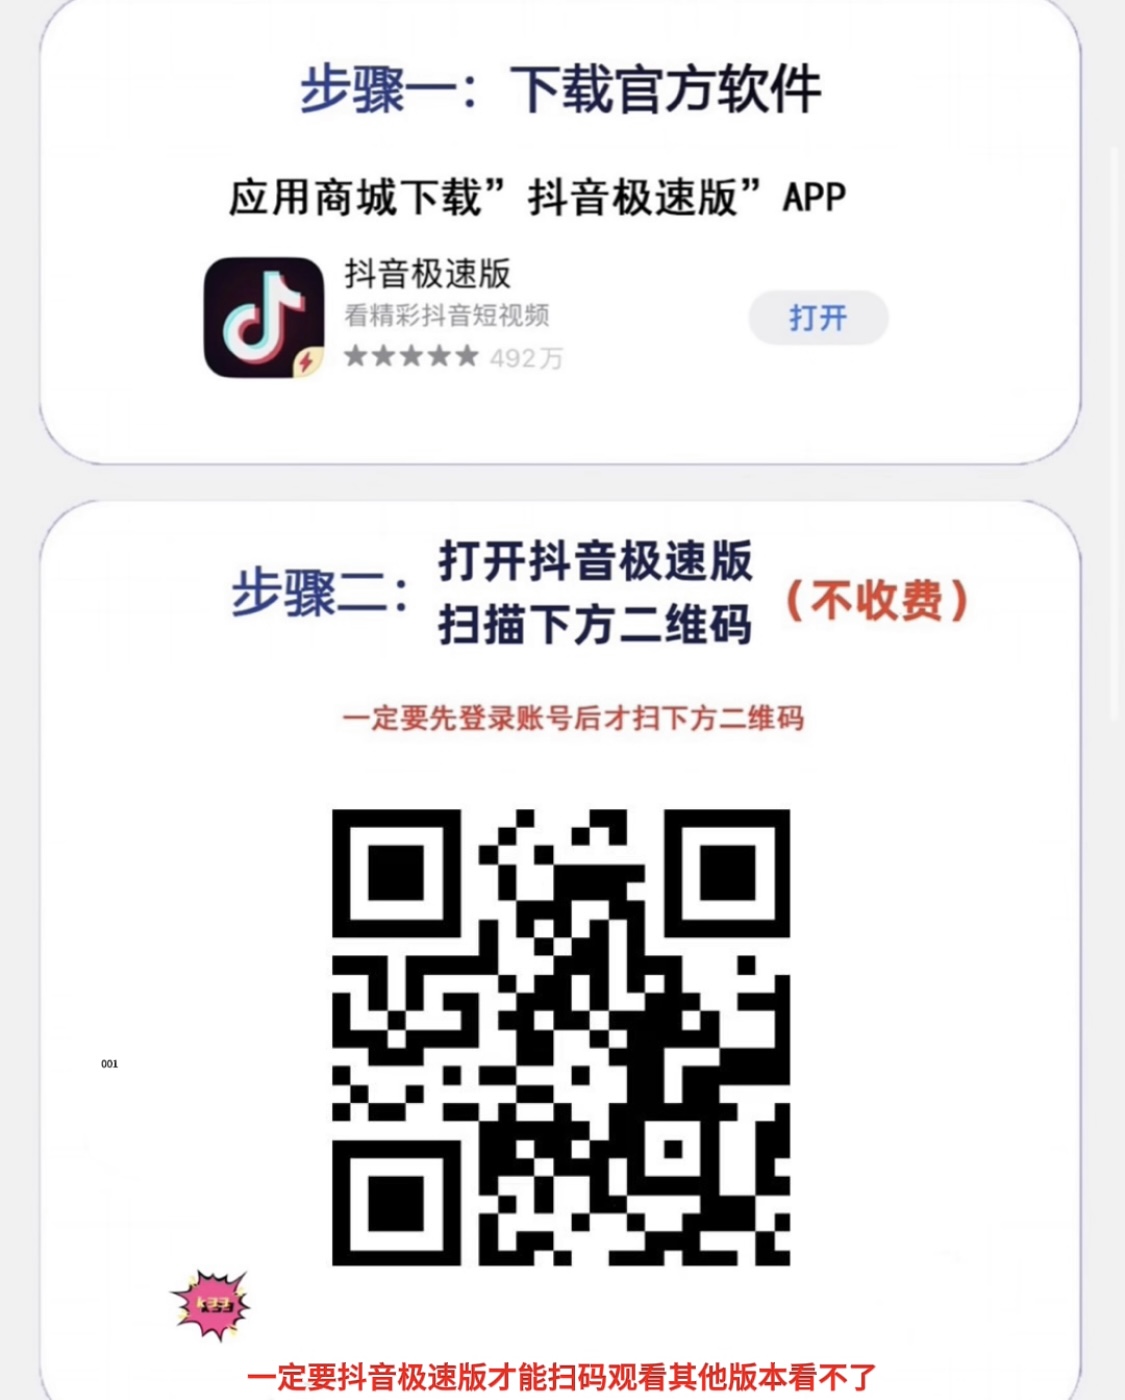 步骤一：下载官方软件
应用商城下载”抖音极速版”APP
抖音极速版
看精彩抖音短视频
★★★★★ 492万
打开
步骤二：
打开抖音极速版
扫描下方二维码
（不收费）
一定要先登录账号后才扫下方二维码
001
k33
一定要抖音极速版才能扫码观看其他版本看不了